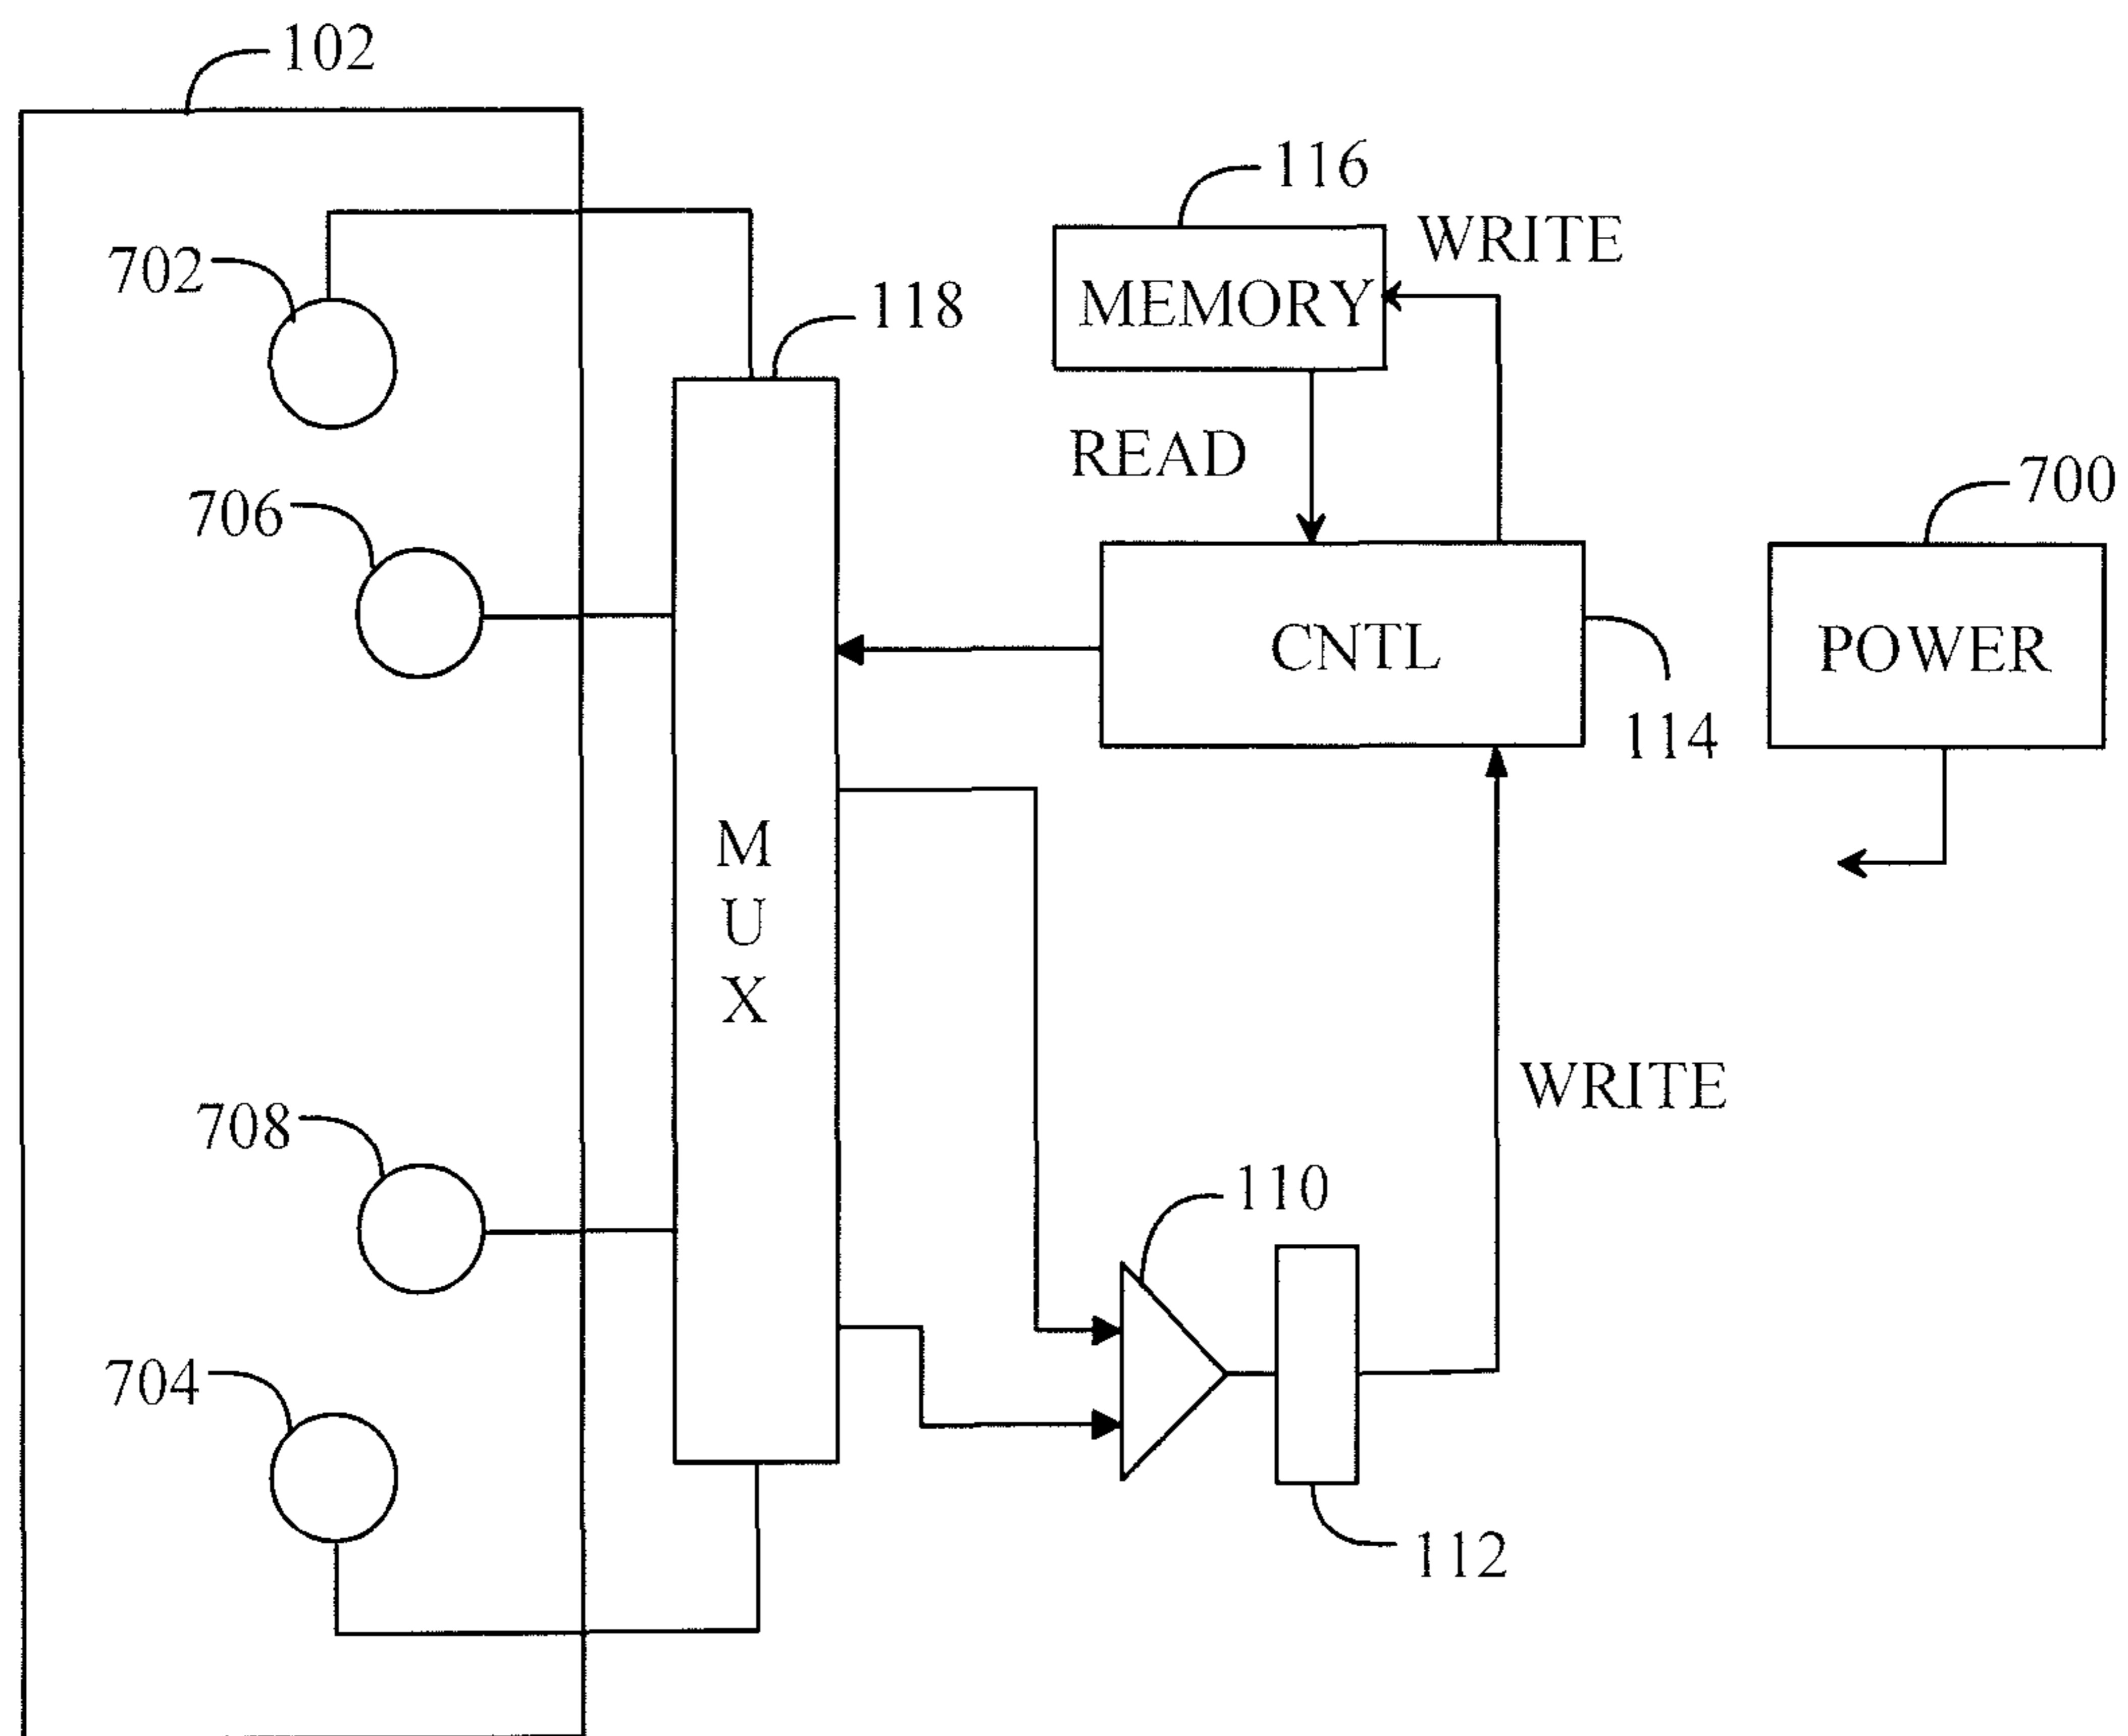 102
116
WRITE
702
MEMORY
118
READ
700
706
CNTL
POWER
114
M
U
X
WRITE
708
110
704
112